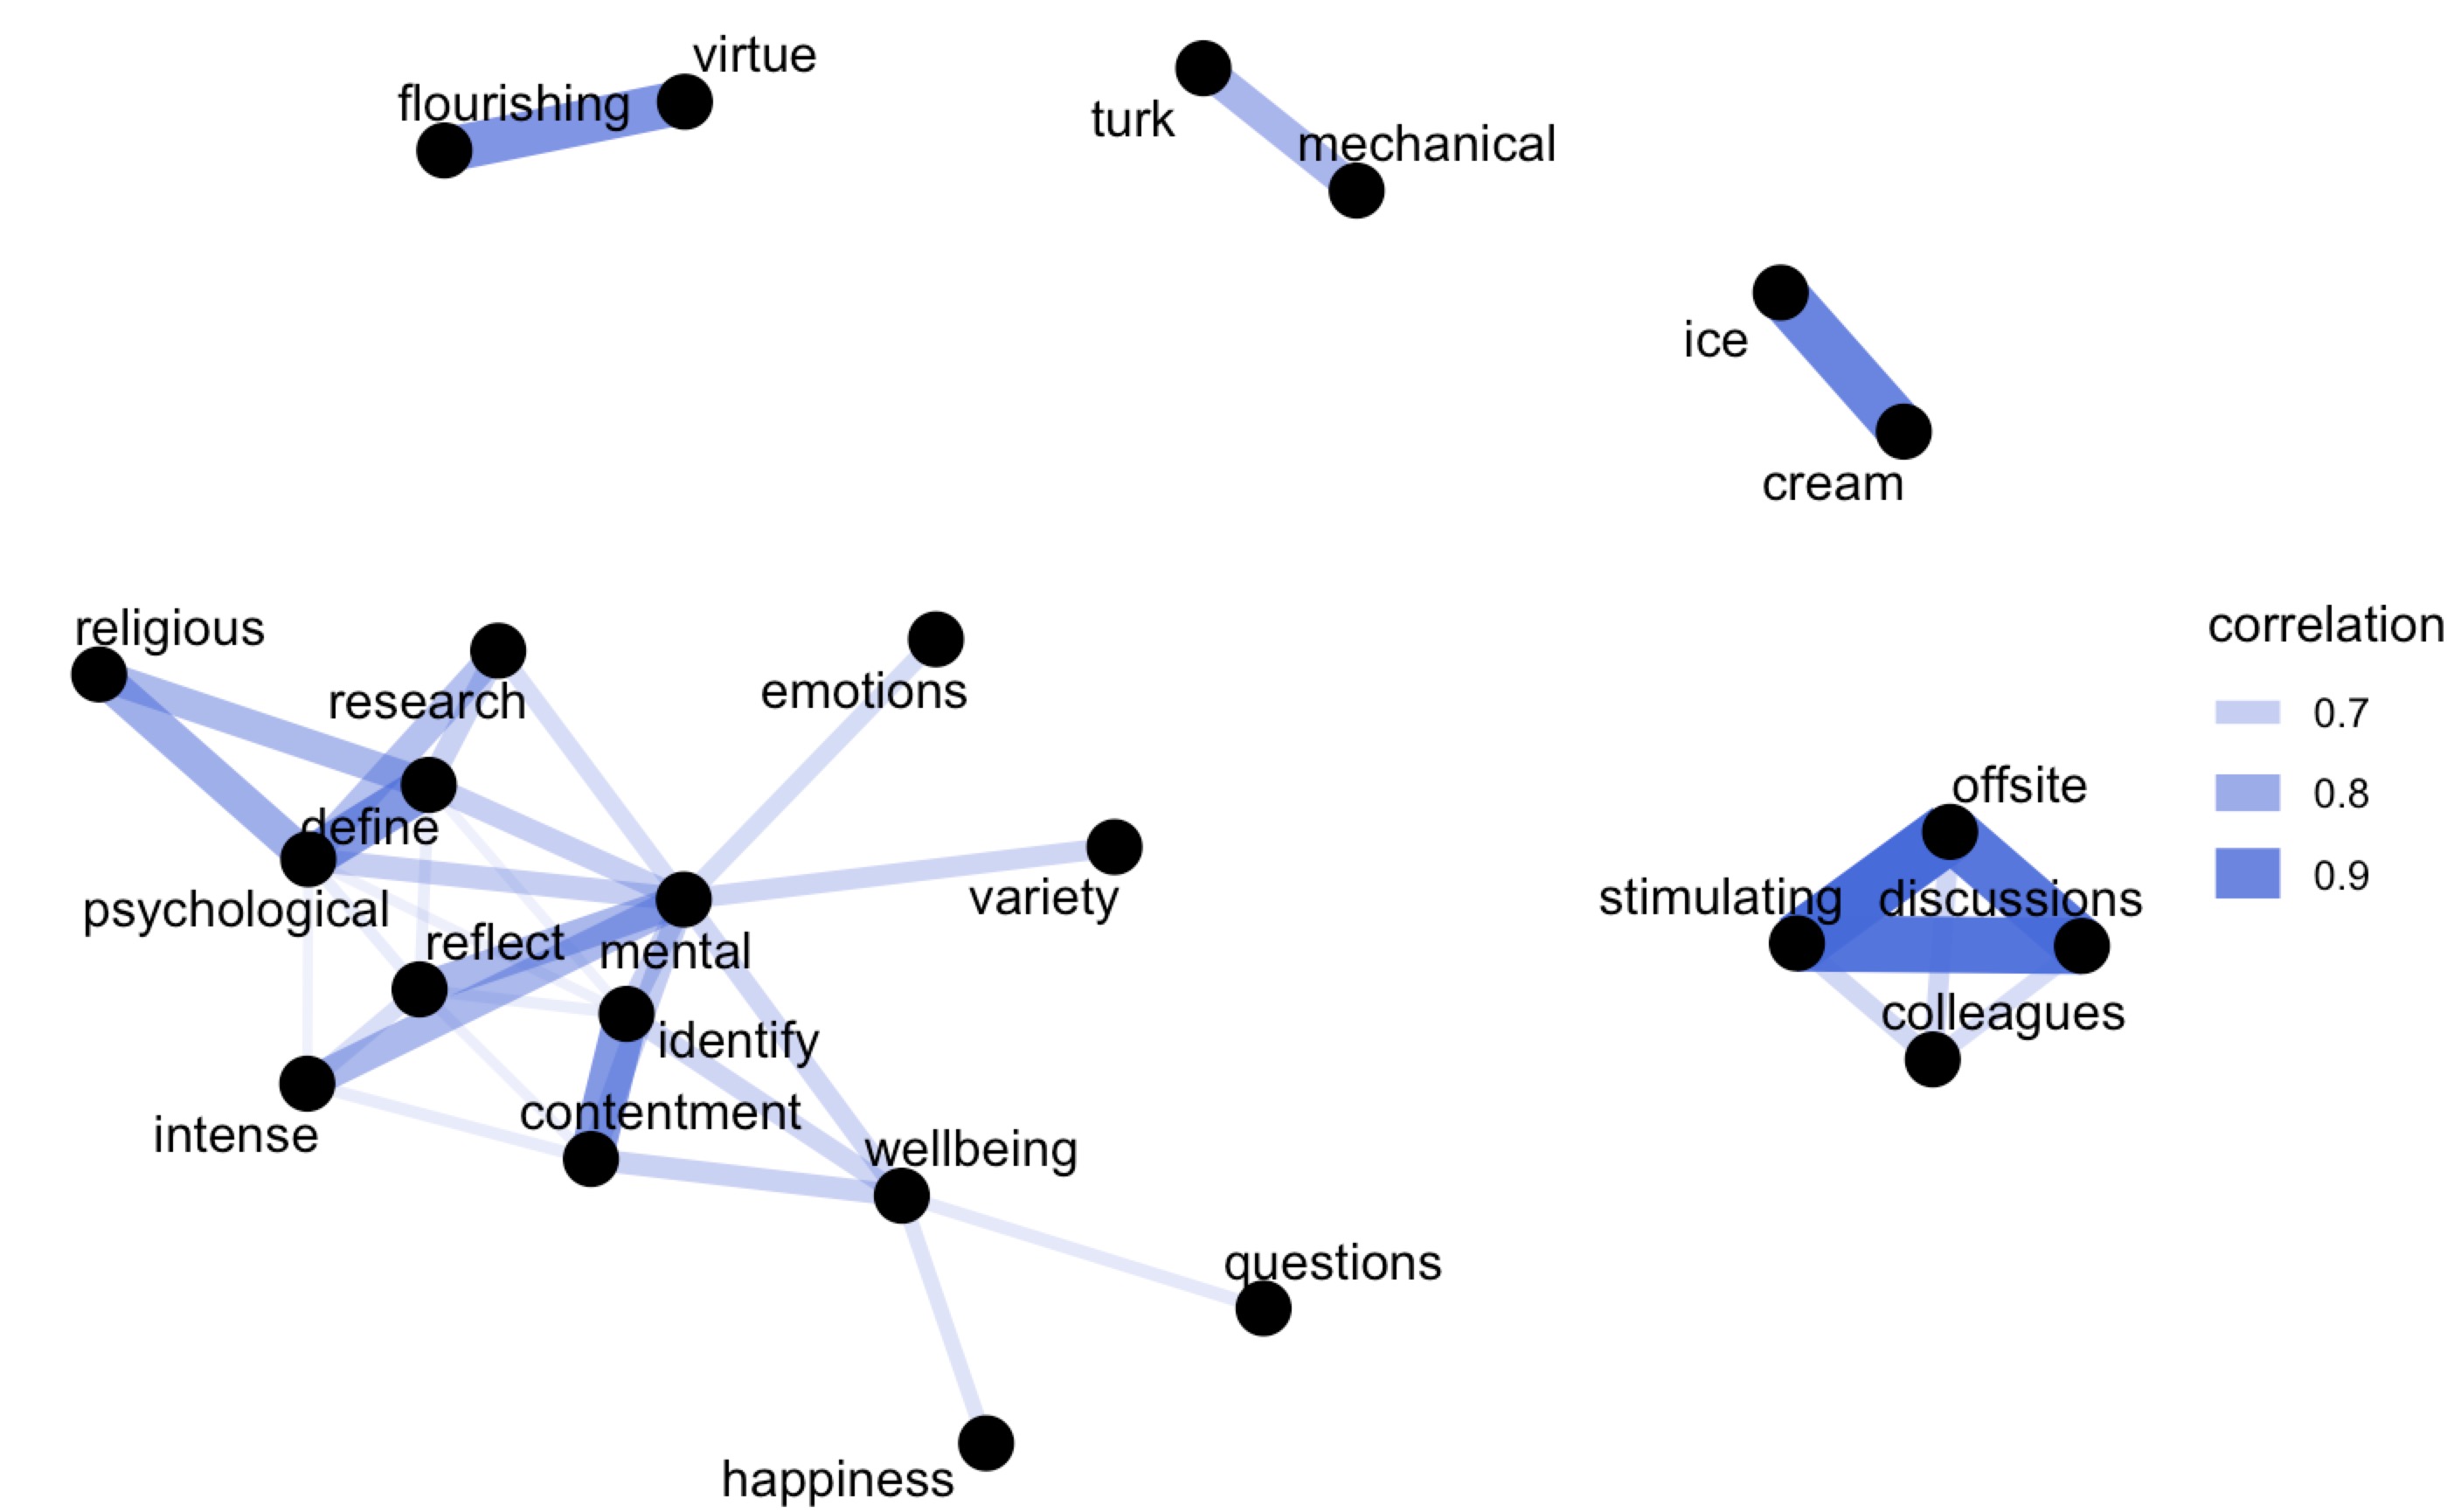 virtue
flourishing
turk
mechanical
ice
cream
religious
research
emotions
define
psychological
variety
reflect
mental
identify
intense
contentment
wellbeing
questions
happiness
offsite
stimulating
discussions
colleagues
correlation
0.7
0.8
0.9